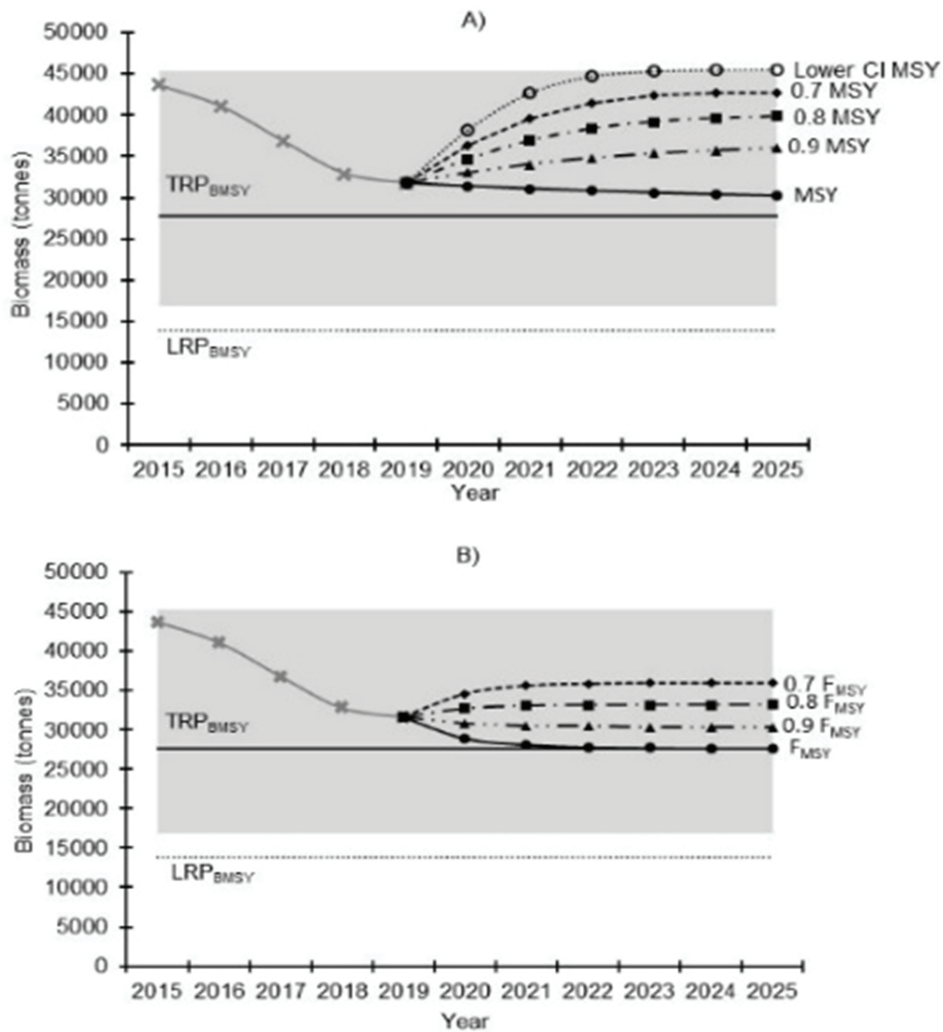 A)
50000
45000
40000
35000
30000
25000
20000
15000
10000
5000
0
Biomass (tonnes)
Lower CI MSY
0.7 MSY
0.8 MSY
0.9 MSY
MSY
TRPBMSY
LRPBMSY
2015 2016 2017 2018 2019 2020 2021 2022 2023 2024 2025
Year
B)
50000
45000
40000
35000
30000
25000
20000
15000
10000
5000
0
Biomass (tonnes)
0.7 FMSY
0.8 FMSY
0.9 FMSY
FMSY
TRPBMSY
LRPBMSY
2015 2016 2017 2018 2019 2020 2021 2022 2023 2024 2025
Year